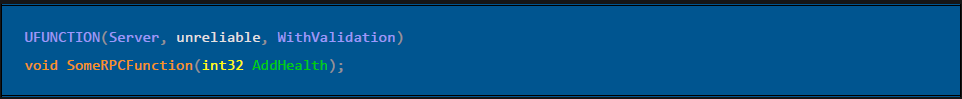 UFUNCTION(Server, unreliable, WithValidation)
void SomeRPCFunction(int32 AddHealth);